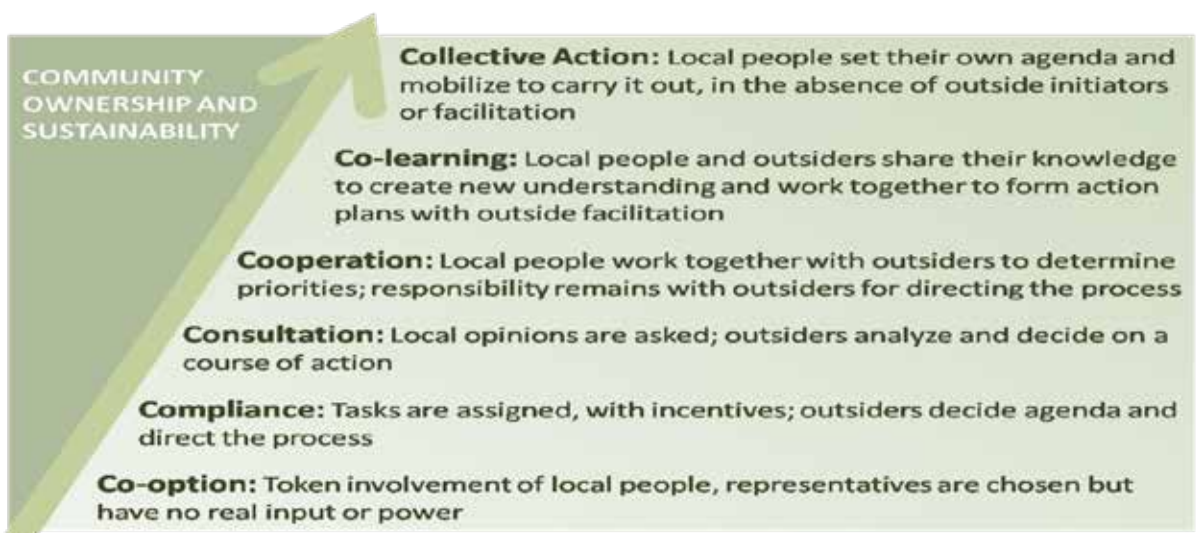 COMMUNITY
OWNERSHIP AND
SUSTAINABILITY
Collective Action: Local people set their own agenda and
mobilize to carry it out, in the absence of outside initiators
or facilitation
Co-learning: Local people and outsiders share their knowledge
to create new understanding and work together to form action
plans with outside facilitation
Cooperation: Local people work together with outsiders to determine
priorities; responsibility remains with outsiders for directing the process
Consultation: Local opinions are asked; outsiders analyze and decide on a
course of action
Compliance: Tasks are assigned, with incentives; outsiders decide agenda and
direct the process
Co-option: Token involvement of local people, representatives are chosen but
have no real input or power